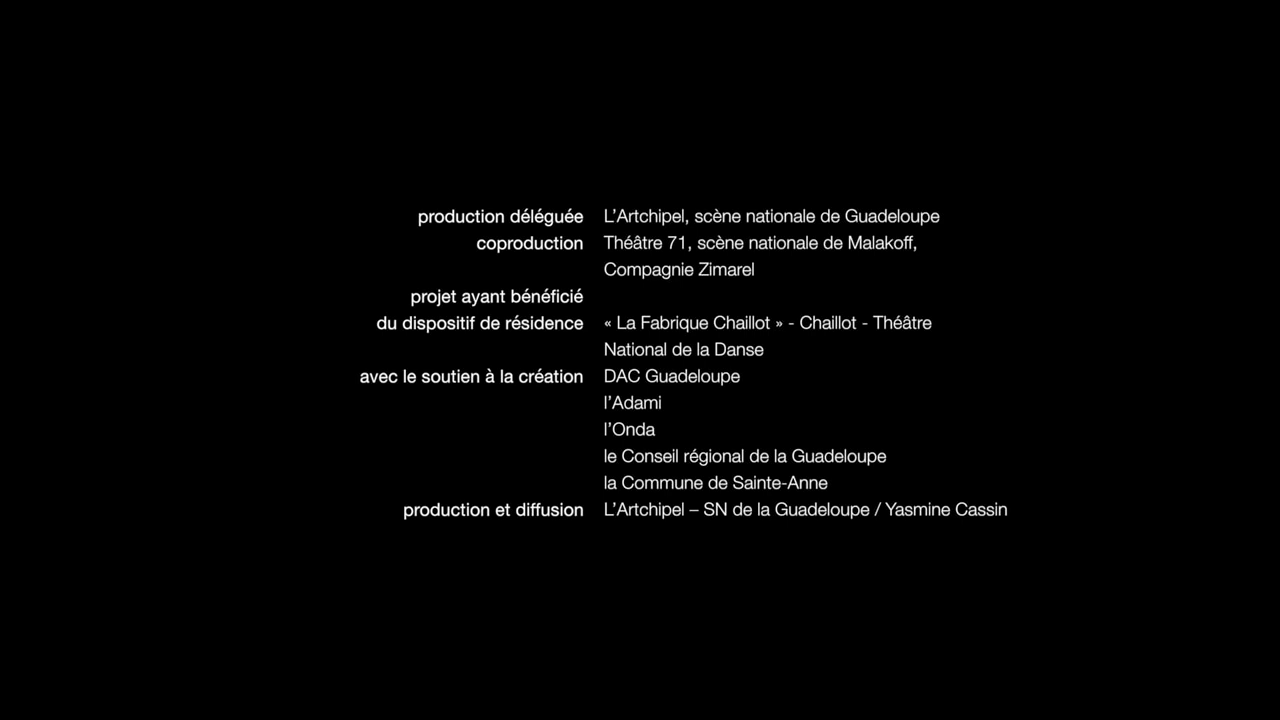 production déléguée L’Artchipel, scène nationale de Guadeloupe
coproduction Théâtre 71, scène nationale de Malakoff,
Compagnie Zimarel
projet ayant bénéficié
du dispositif de résidence « La Fabrique Chaillot » - Chaillot - Théâtre
National de la Danse
avec le soutien à la création DAC Guadeloupe
l’Adami
l’Onda
le Conseil régional de la Guadeloupe
la Commune de Sainte-Anne
production et diffusion L’Artchipel – SN de la Guadeloupe / Yasmine Cassin